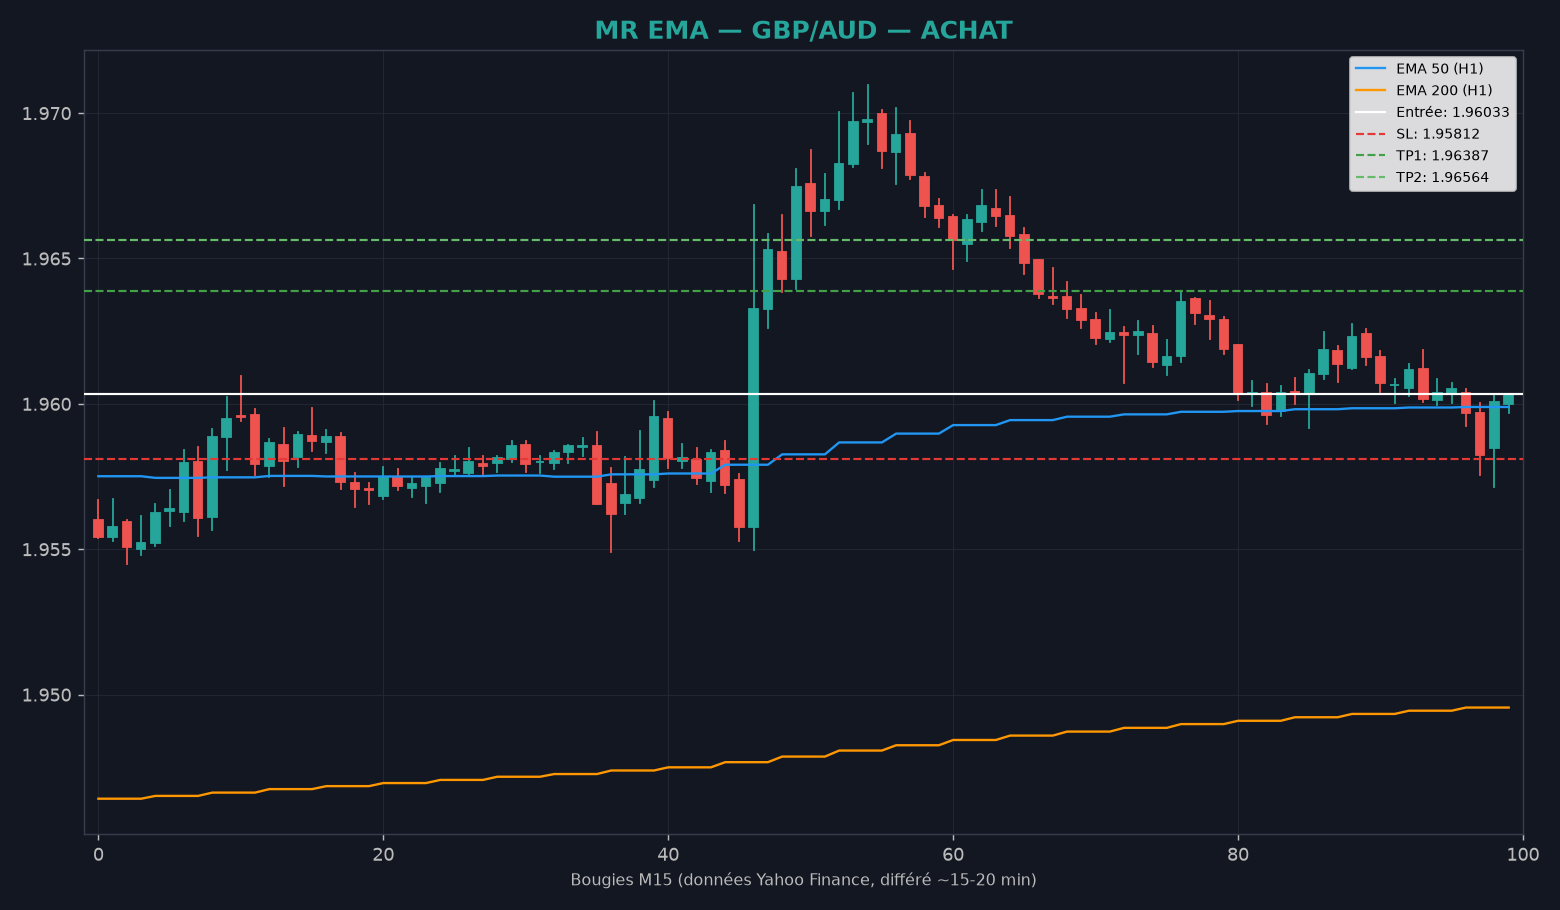 MR EMA — GBP/AUD — ACHAT
EMA 50 (H1)
EMA 200 (H1)
Entrée: 1.96033
SL: 1.95812
TP1: 1.96387
TP2: 1.96564
1.970
1.965
1.960
1.955
1.950
0 20 40 60 80 100
Bougies M15 (données Yahoo Finance, différé ~15-20 min)